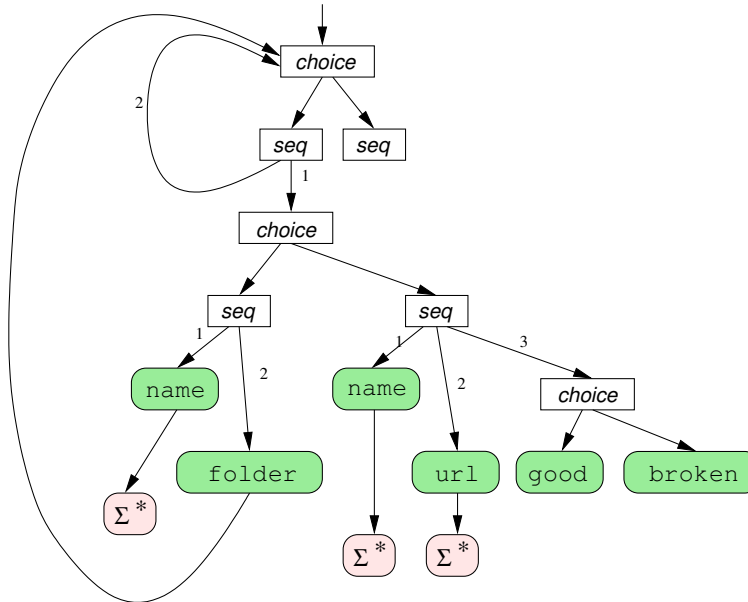 choice
2
seq seq
1
choice
seq seq
1 2 1 2 3
name name choice
folder url good broken
Σ*
Σ* Σ*